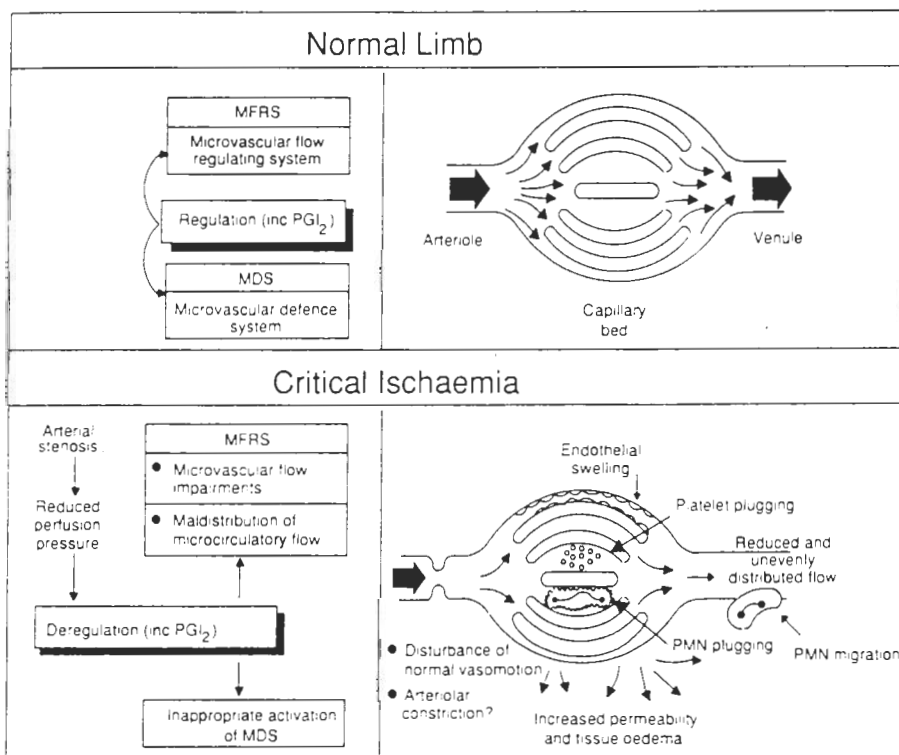 Normal Limb
MFRS
Microvascular flow
regulating system
Regulation (inc PGI2)
MDS
Microvascular defence
system
Arteriole
Venule
Capillary
bed
Critical Ischaemia
Arterial
stenosis
Reduced
perfusion
pressure
Deregulation (inc PGI2)
MFRS
• Microvascular flow
impairments
• Maldistribution of
microcirculatory flow
Inappropriate activation
of MDS
Endothelial
swelling
Platelet plugging
Reduced and
unevenly
distributed flow
PMN plugging
PMN migration
• Disturbance of
normal vasomotion
• Arteriolar
constriction?
Increased permeability
and tissue oedema